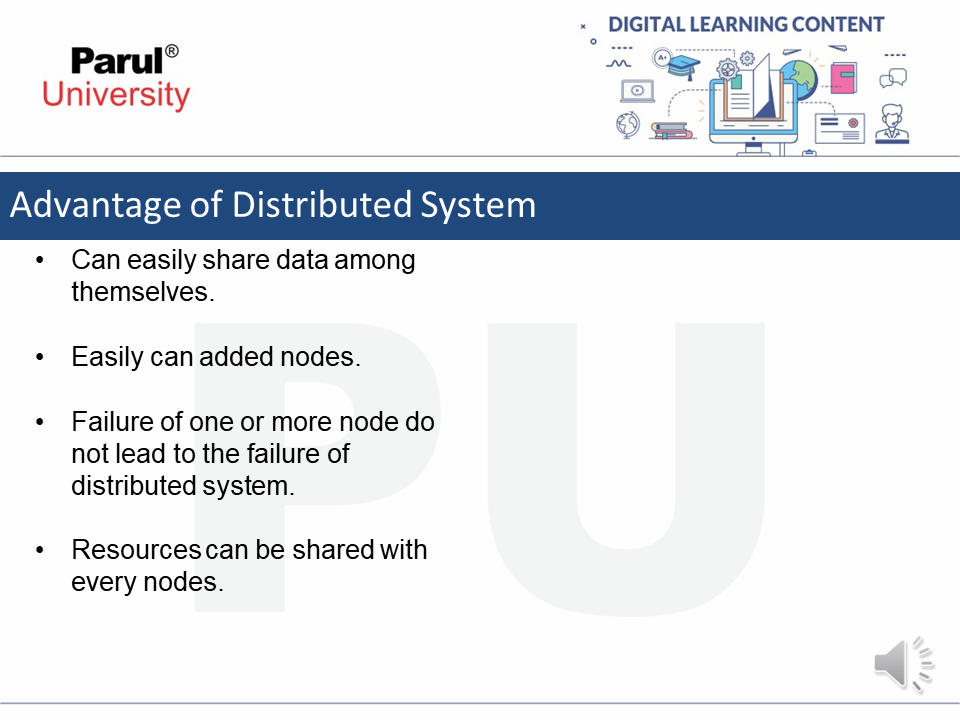 Parul®
University
DIGITAL LEARNING CONTENT
A+
Advantage of Distributed System
• Can easily share data among
themselves.
• Easily can added nodes.
• Failure of one or more node do
not lead to the failure of
distributed system.
• Resources can be shared with
every nodes.
PU